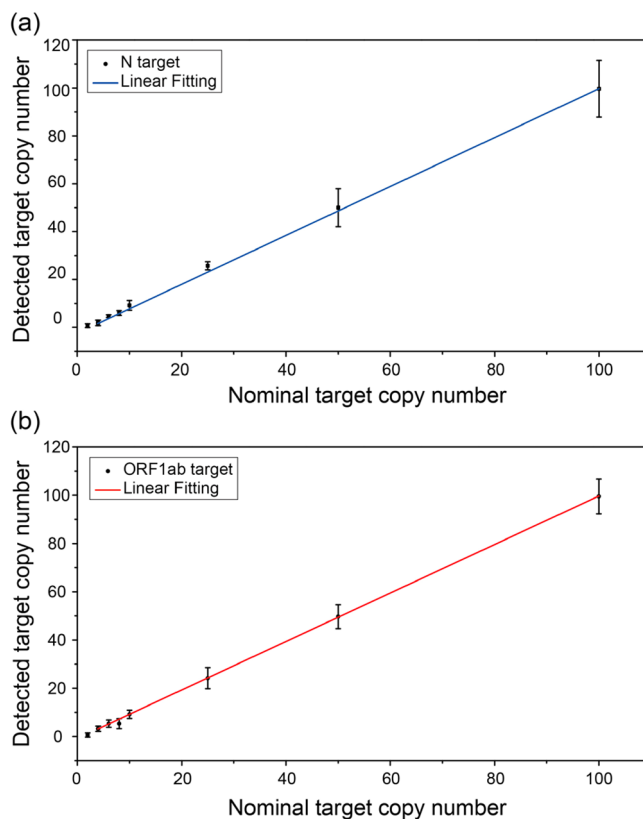 (a)
N target
Linear Fitting
Detected target copy number
120
100
80
60
40
20
0
0 20 40 60 80 100
Nominal target copy number
(b)
ORF1ab target
Linear Fitting
Detected target copy number
120
100
80
60
40
20
0
0 20 40 60 80 100
Nominal target copy number